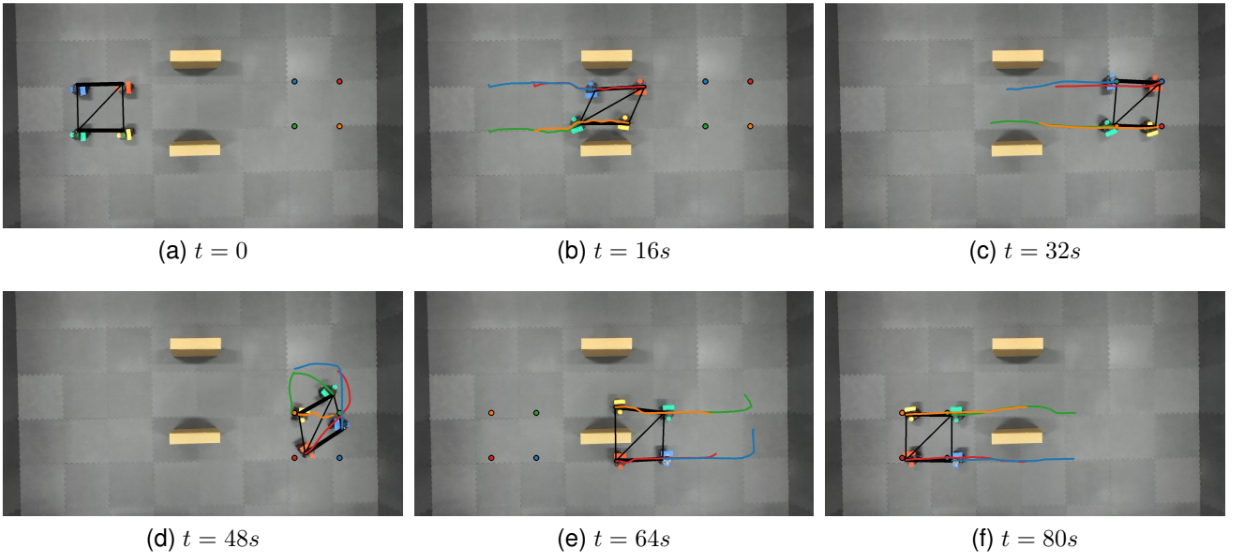 (a) t = 0
(b) t = 16s
(c) t = 32s
(d) t = 48s
(e) t = 64s
(f) t = 80s